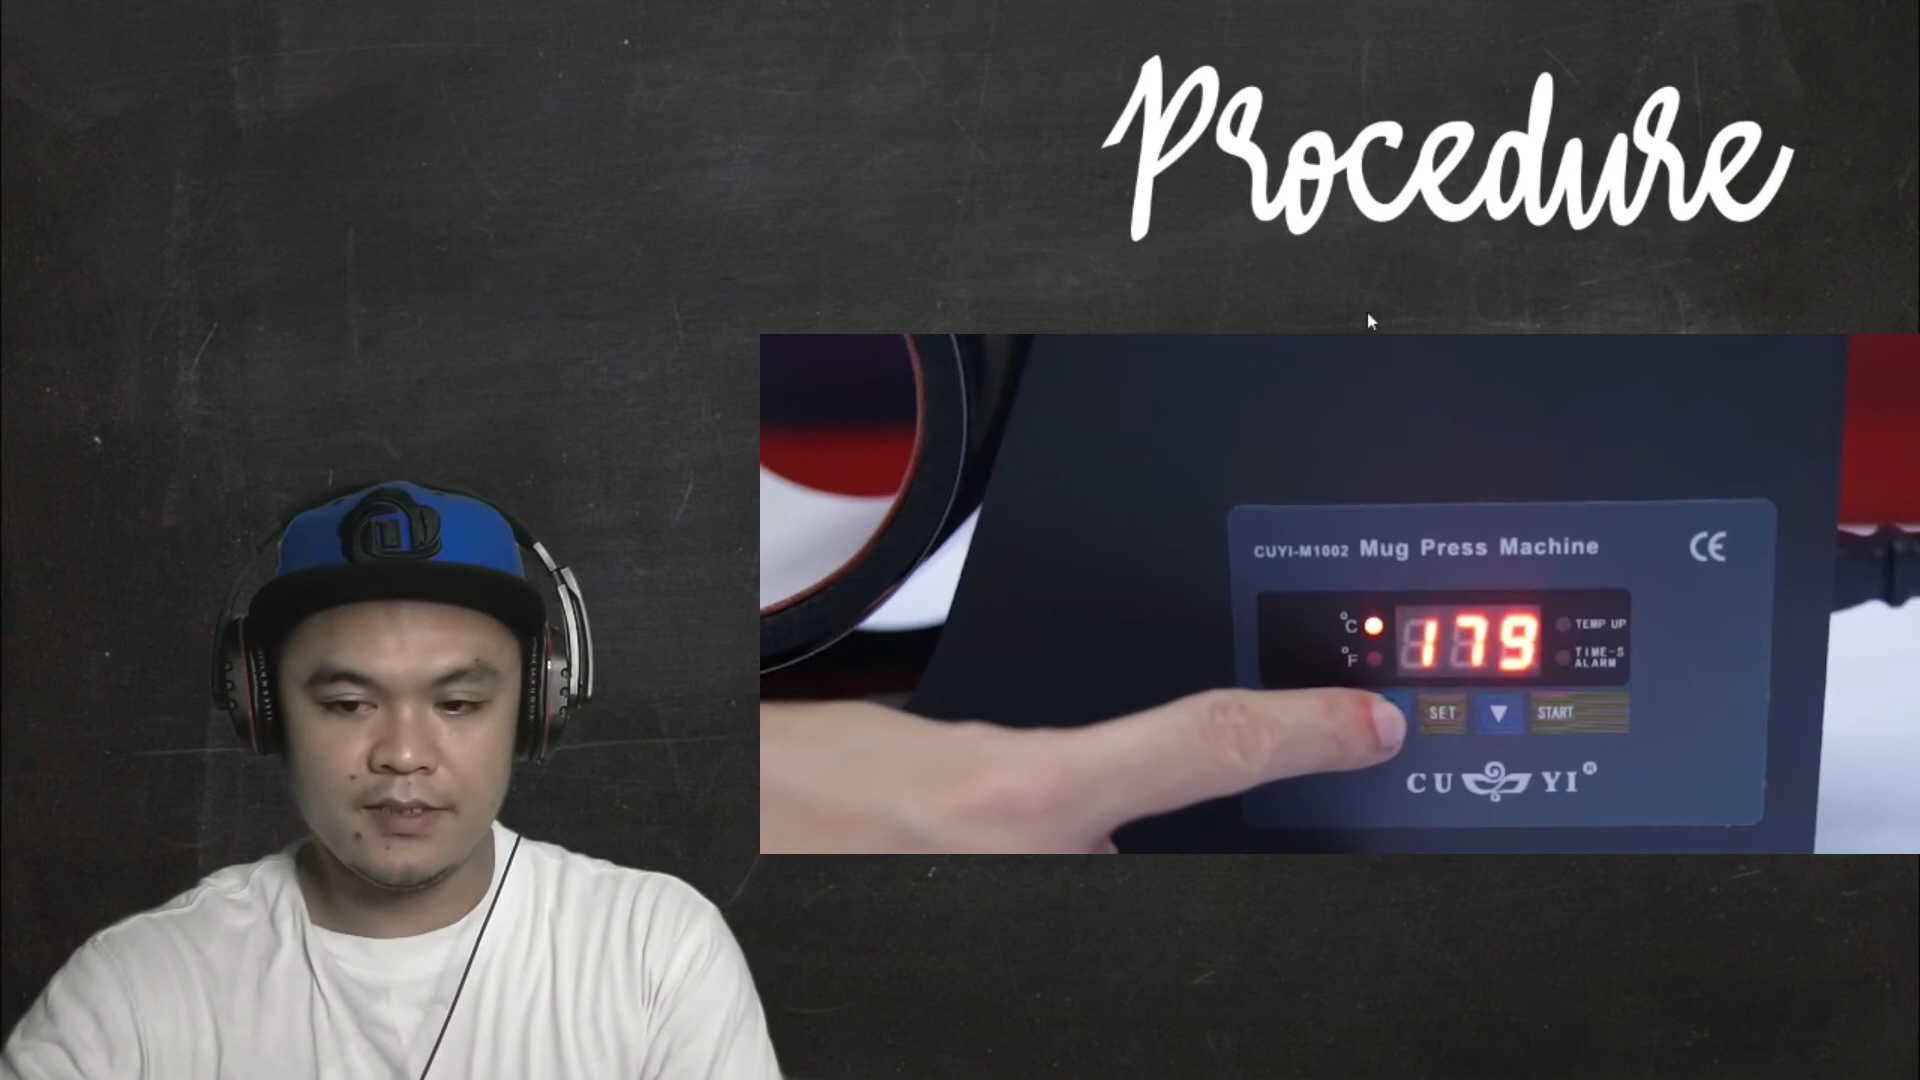 Procedure
CUYI-M1002 Mug Press Machine CE
°C 179 TEMP UP
°F TIME-S
ALARM
SET ▼ START
CU YI®